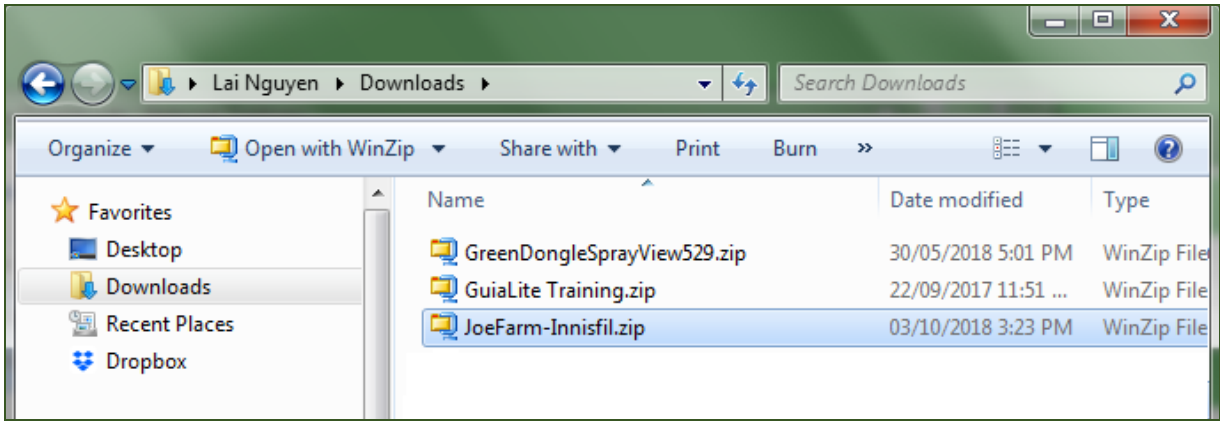 Lai Nguyen Downloads Search Downloads
Organize Open with WinZip Share with Print Burn »
Favorites
Desktop
Downloads
Recent Places
Dropbox
Name Date modified Type
GreenDongleSprayView529.zip 30/05/2018 5:01 PM WinZip File
GuiaLite Training.zip 22/09/2017 11:51 ... WinZip File
JoeFarm-Innisfil.zip 03/10/2018 3:23 PM WinZip File